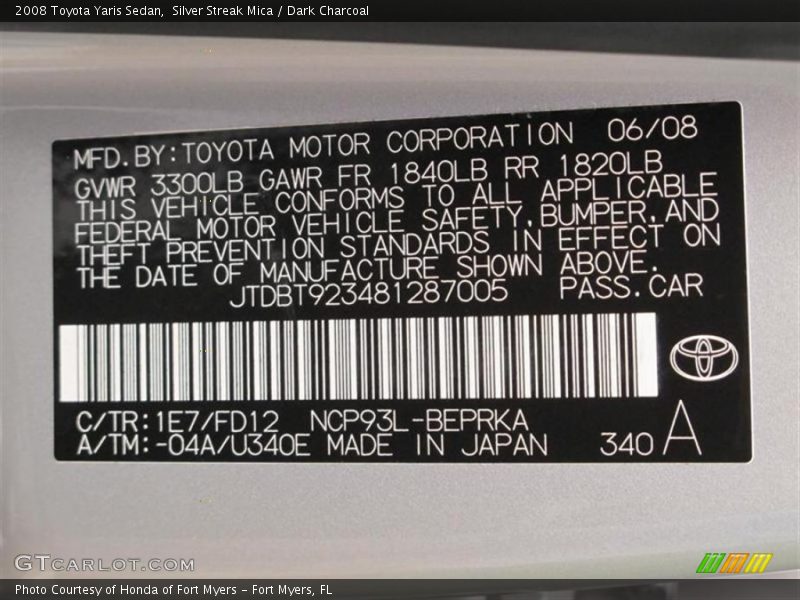 2008 Toyota Yaris Sedan,  Silver Streak Mica / Dark Charcoal
MFD.BY:TOYOTA MOTOR CORPORATION 06/08
GVWR 3300LB GAWR FR 1840LB RR 1820LB
THIS VEHICLE CONFORMS TO ALL APPLICABLE
FEDERAL MOTOR VEHICLE SAFETY,BUMPER,AND
THEFT PREVENTION STANDARDS IN EFFECT ON
THE DATE OF MANUFACTURE SHOWN ABOVE.
JTDBT923481287005 PASS.CAR
C/TR:1E7/FD12 NCP93L-BEPRKA
A/TM:-04A/U340E MADE IN JAPAN 340 A
GTCARLOT.COM
Photo Courtesy of Honda of Fort Myers - Fort Myers, FL